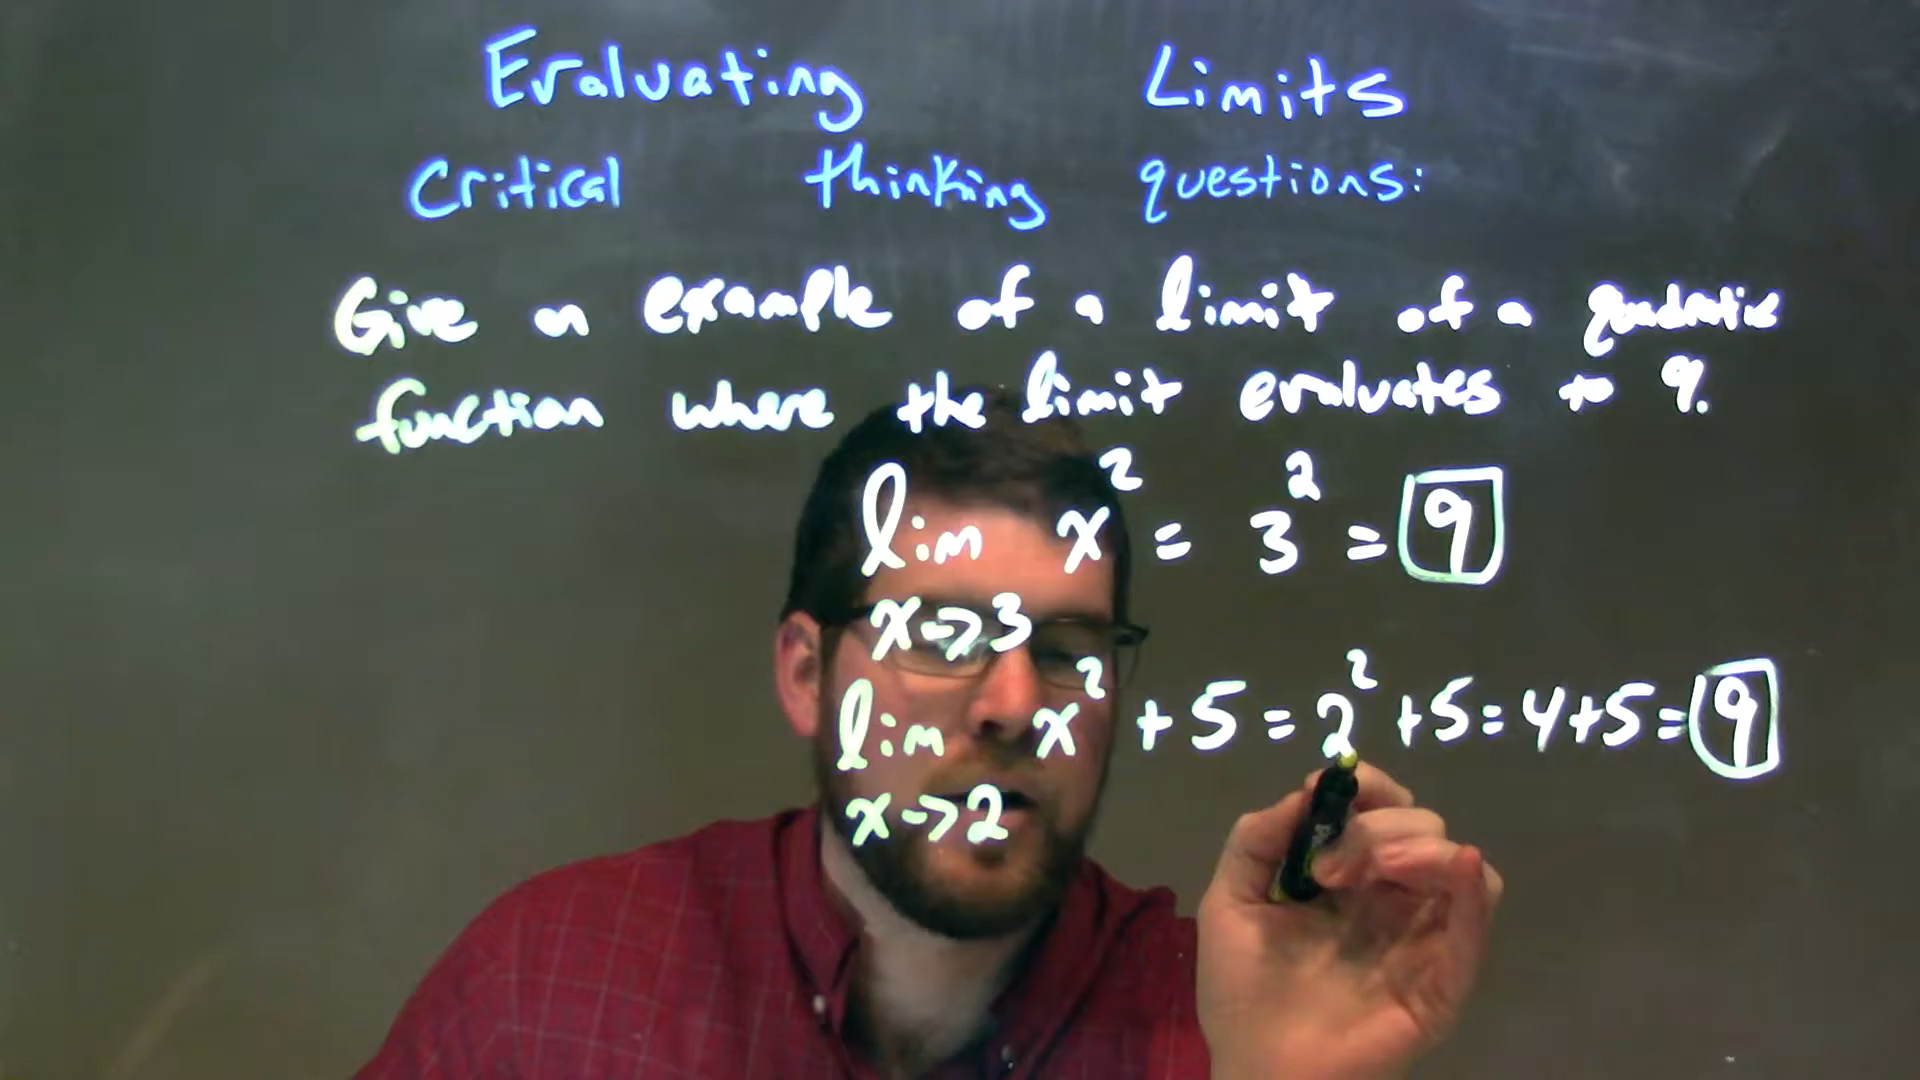 Evaluating Limits
Critical thinking questions:
Give an example of a limit of a quadratic
function where the limit evaluates to 9.
lim x² = 3² = 9
x->3
lim x² + 5 = 2² + 5 = 4+5 = 9
x->2